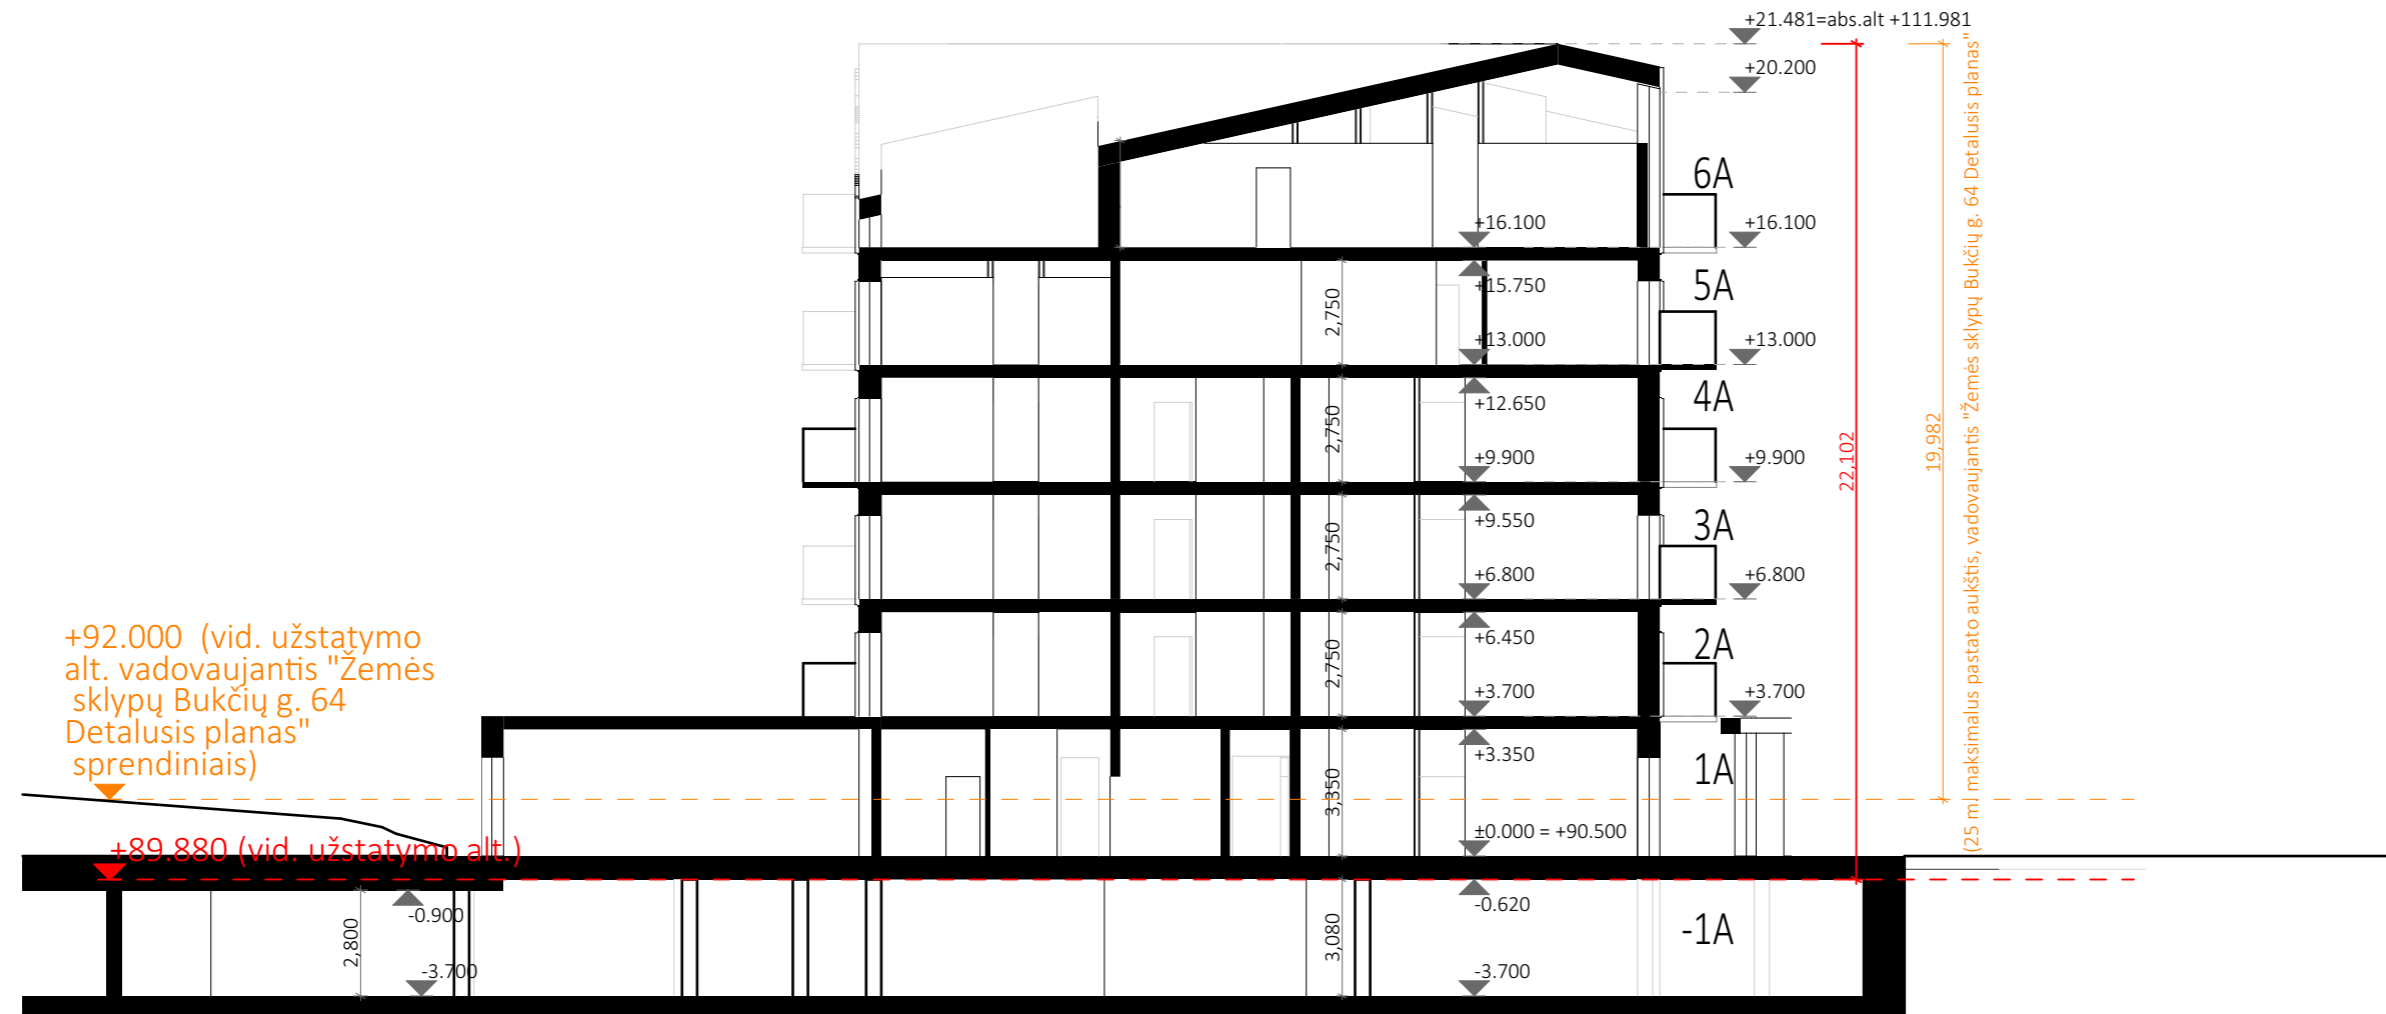 +21.481=abs.alt +111.981
+20.200
6A
+16.100
+16.100
5A
+15.750
2,750
+13.000
+13.000
4A
+12.650
2,750
+9.900
+9.900
22,102
19,982
(25 m. maksimalus pastato aukštis, vadovaujantis "Žemės sklypų Bukčių g. 64 Detalusis planas"
3A
+9.550
2,750
+6.800
+6.800
+92.000 (vid. užstatymo
alt. vadovaujantis "Žemės
sklypų Bukčių g. 64
Detalusis planas"
sprendiniais)
2A
+6.450
2,750
+3.700
+3.700
+3.350
1A
3,350
±0.000 = +90.500
+89.880 (vid. užstatymo alt.)
-0.900
-0.620
2,800
3,080
-1A
-3.700
-3.700